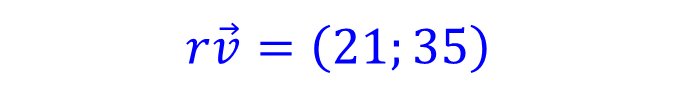 𝑟𝑣⃗ = (21; 35)